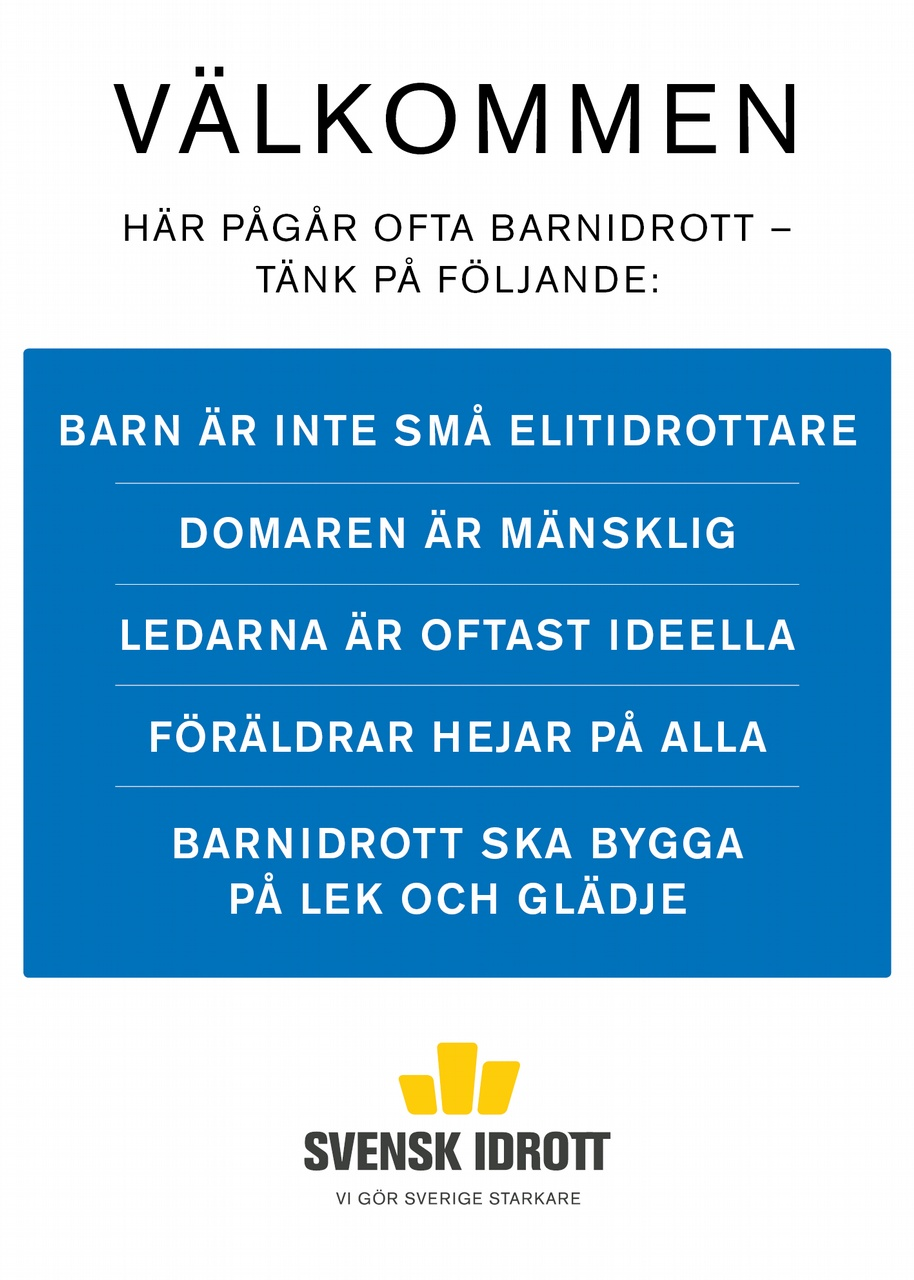 VÄLKOMMEN
HÄR PÅGÅR OFTA BARNIDROTT –
TÄNK PÅ FÖLJANDE:
BARN ÄR INTE SMÅ ELITIDROTTARE
DOMAREN ÄR MÄNSKLIG
LEDARNA ÄR OFTAST IDEELLA
FÖRÄLDRAR HEJAR PÅ ALLA
BARNIDROTT SKA BYGGA
PÅ LEK OCH GLÄDJE
SVENSK IDROTT
VI GÖR SVERIGE STARKARE